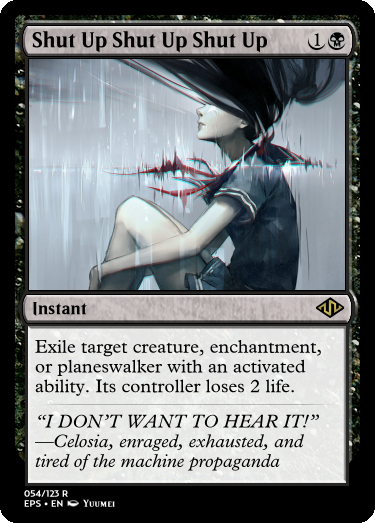 Shut Up Shut Up Shut Up 1
Instant
Exile target creature, enchantment,
or planeswalker with an activated
ability. Its controller loses 2 life.
“I DON’T WANT TO HEAR IT!”
—Celosia, enraged, exhausted, and
tired of the machine propaganda
054/123 R
EPS • EN Yuumei